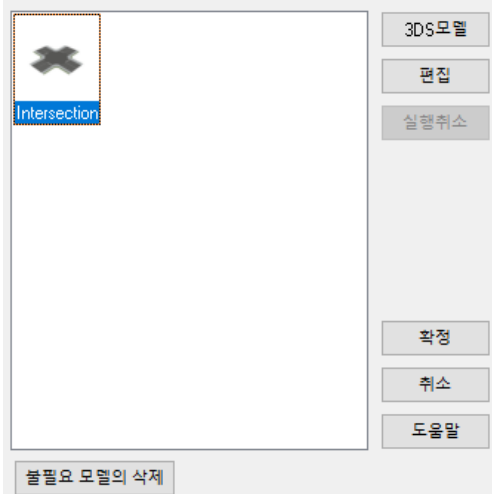 3DS모델
편집
Intersection
실행취소
확정
취소
도움말
불필요 모델의 삭제